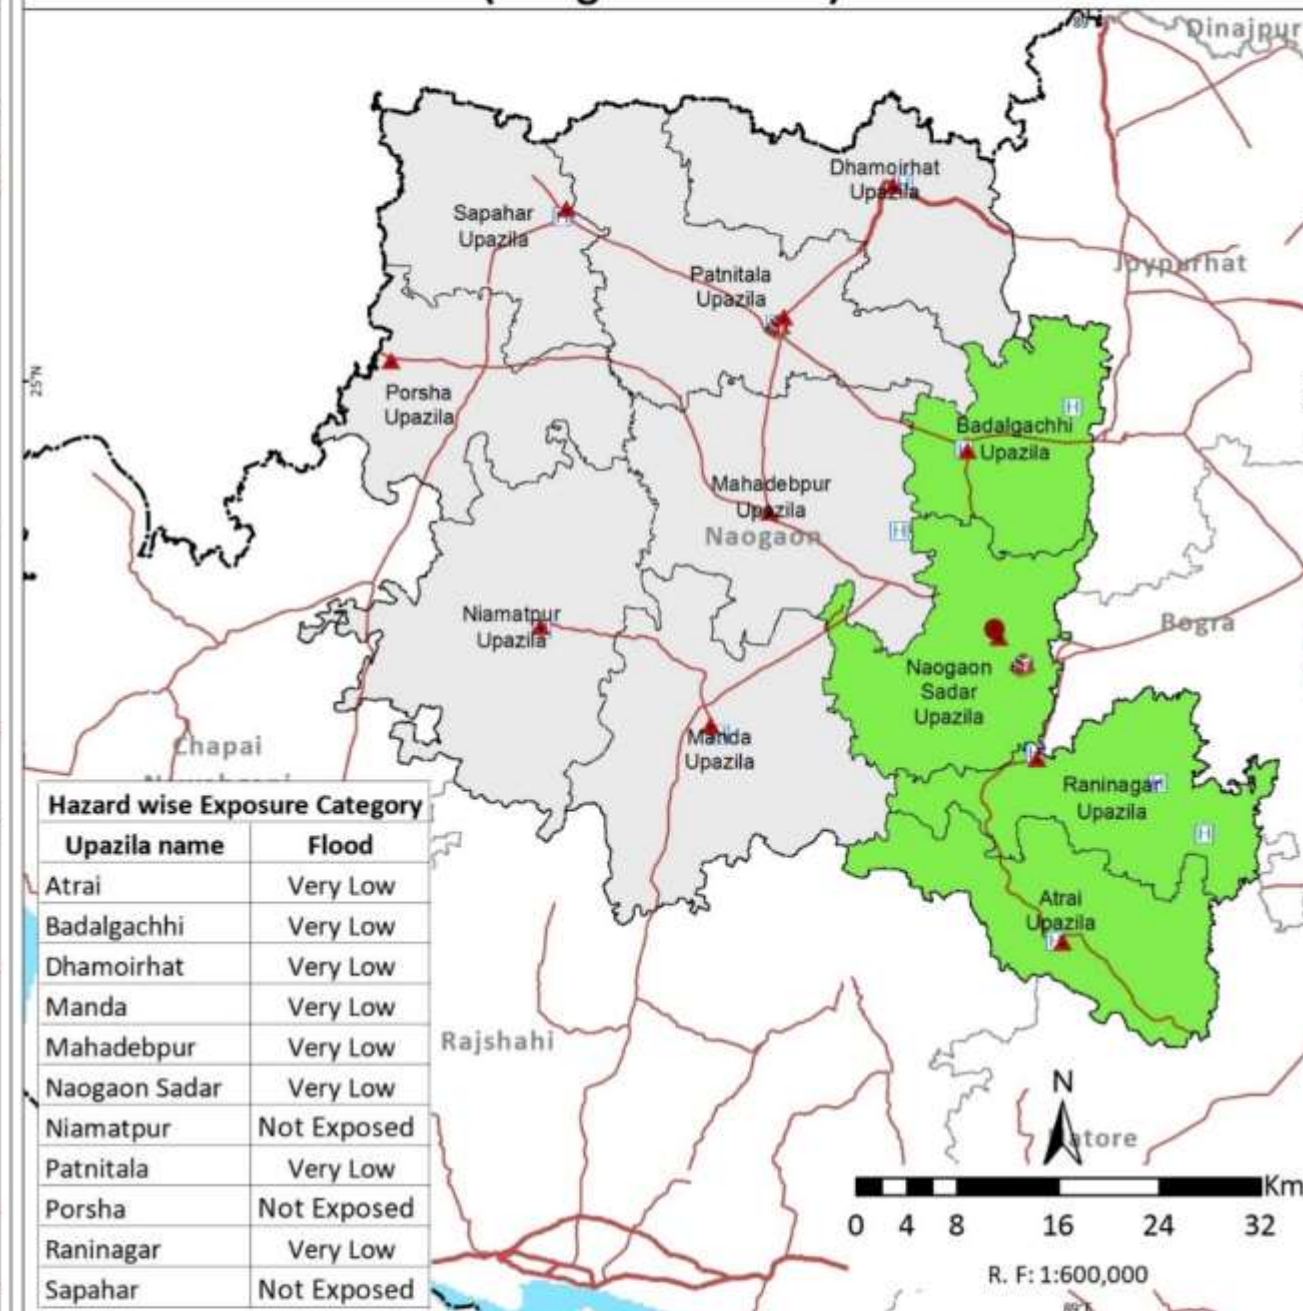 Dinajpur
Dhamoirhat
Upazila
Sapahar
Upazila
Joypurhat
Patnitala
Upazila
25°N
Porsha
Upazila
Badalgachhi
Upazila
Mahadebpur
Upazila
Naogaon
Niamatpur
Upazila
Bogra
Naogaon
Sadar
Upazila
Manda
Upazila
Chapai
Raninagar
Upazila
Atrai
Upazila
Hazard wise Exposure Category
Upazila name Flood
Atrai Very Low
Badalgachhi Very Low
Dhamoirhat Very Low
Manda Very Low
Mahadebpur Very Low
Naogaon Sadar Very Low
Niamatpur Not Exposed
Patnitala Very Low
Porsha Not Exposed
Raninagar Very Low
Sapahar Not Exposed
Rajshahi
N
Natore
Km
0 4 8 16 24 32
R. F: 1:600,000